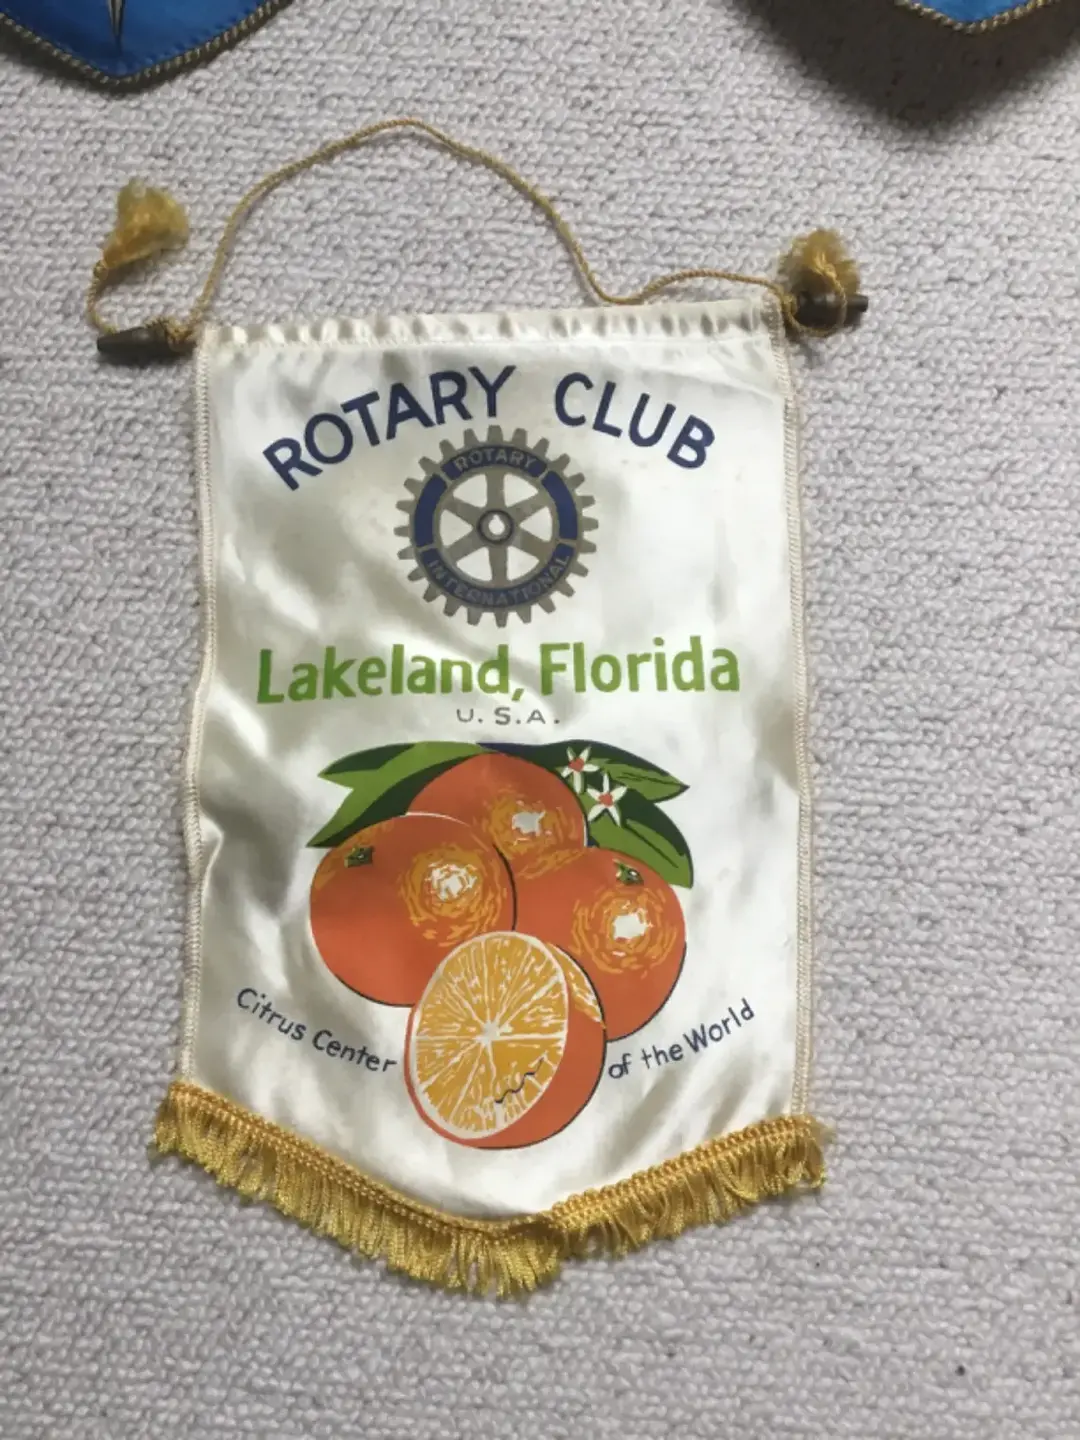 ROTARY CLUB
ROTARY
INTERNATIONAL
Lakeland, Florida
U.S.A.
Citrus Center of the World